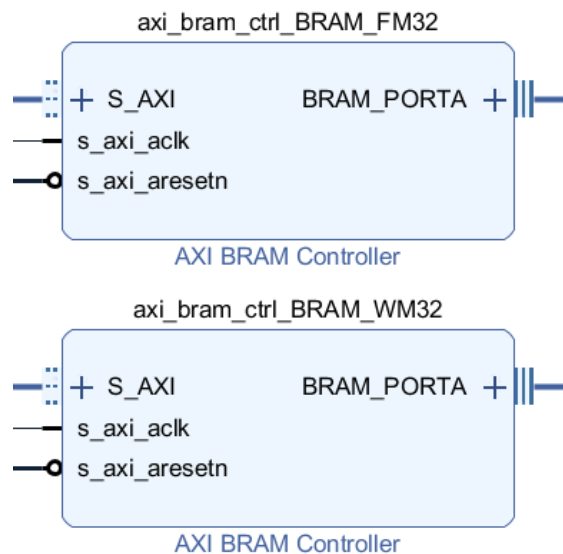 axi_bram_ctrl_BRAM_FM32
S_AXI BRAM_PORTA
s_axi_aclk
s_axi_aresetn
AXI BRAM Controller
axi_bram_ctrl_BRAM_WM32
S_AXI BRAM_PORTA
s_axi_aclk
s_axi_aresetn
AXI BRAM Controller